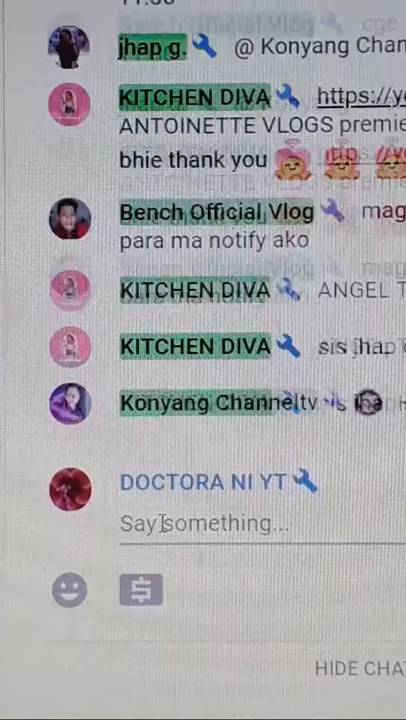 jhap g. @ Konyang Chan
KITCHEN DIVA
ANTOINETTE VLOGS premie
bhie thank you
Bench Official Vlog mag
para ma notify ako
KITCHEN DIVA ANGEL T
KITCHEN DIVA sis jhap
Konyang Channeltv
DOCTORA NI YT
Say something...
HIDE CHA